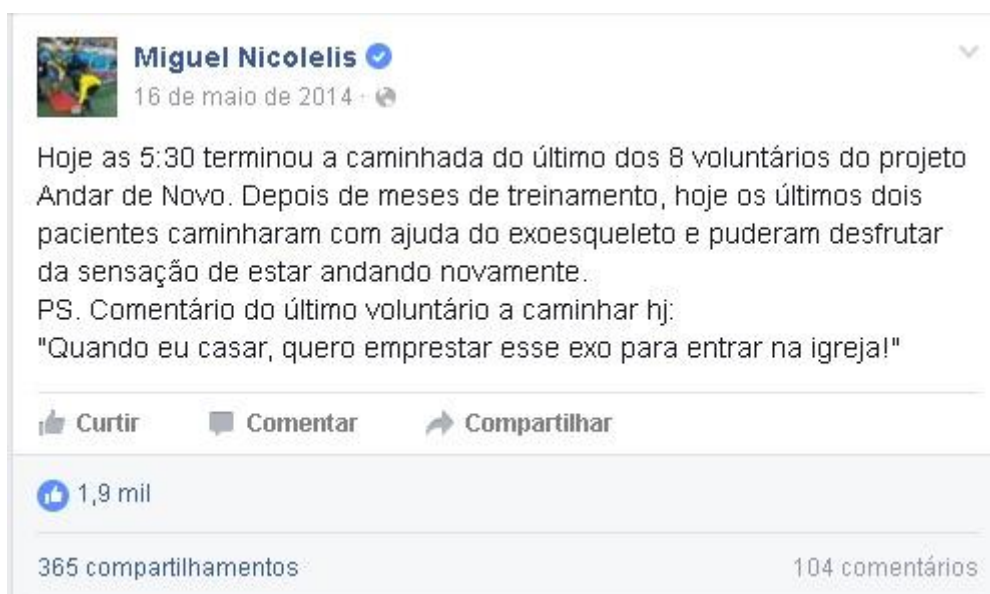 Miguel Nicolelis
16 de maio de 2014 ·
Hoje as 5:30 terminou a caminhada do último dos 8 voluntários do projeto
Andar de Novo. Depois de meses de treinamento, hoje os últimos dois
pacientes caminharam com ajuda do exoesqueleto e puderam desfrutar
da sensação de estar andando novamente.
PS. Comentário do último voluntário a caminhar hj:
"Quando eu casar, quero emprestar esse exo para entrar na igreja!"
Curtir Comentar Compartilhar
1,9 mil
365 compartilhamentos 104 comentários